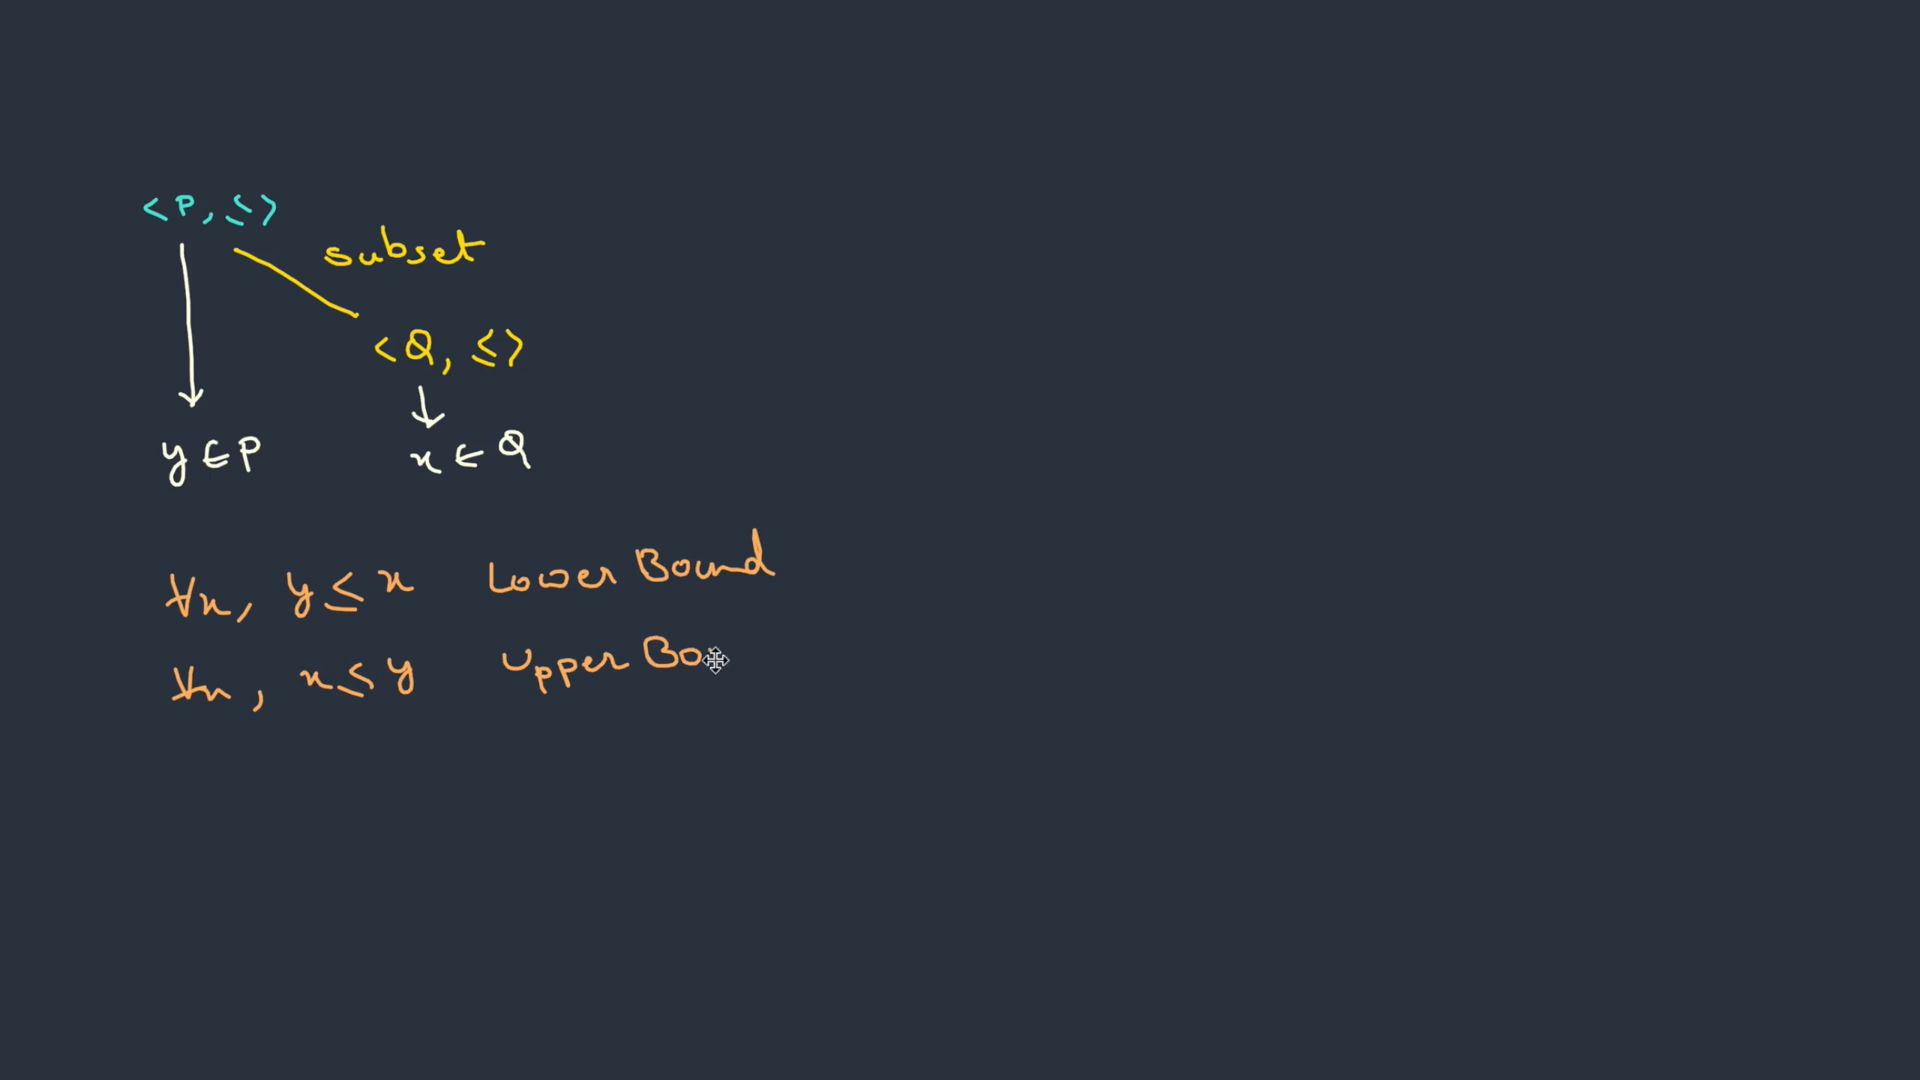 <P, ≤>
subset
<Q, ≤>
y ∈ P
x ∈ Q
∀x, y ≤ x Lower Bound
∀x, x ≤ y Upper Bo